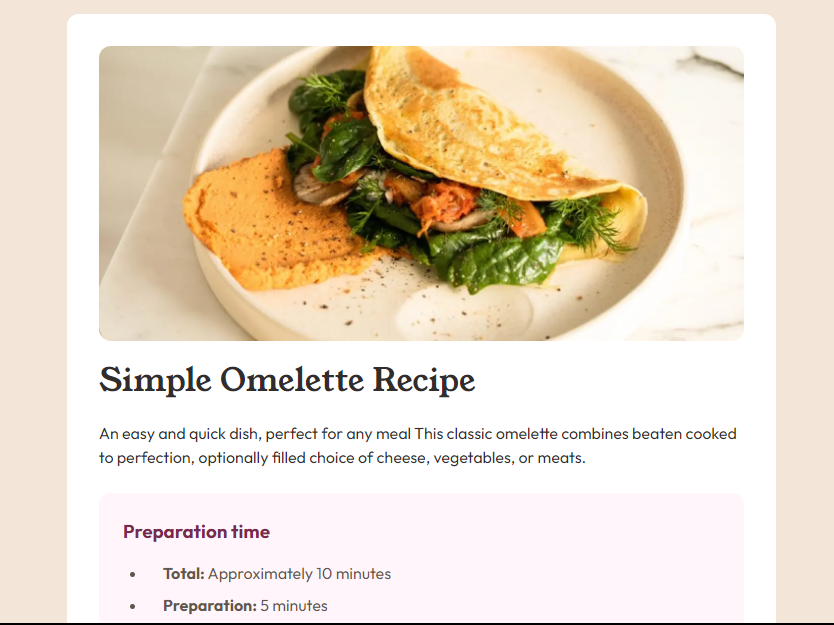 Simple Omelette Recipe
An easy and quick dish, perfect for any meal This classic omelette combines beaten cooked
to perfection, optionally filled choice of cheese, vegetables, or meats.
Preparation time
• Total: Approximately 10 minutes
• Preparation: 5 minutes